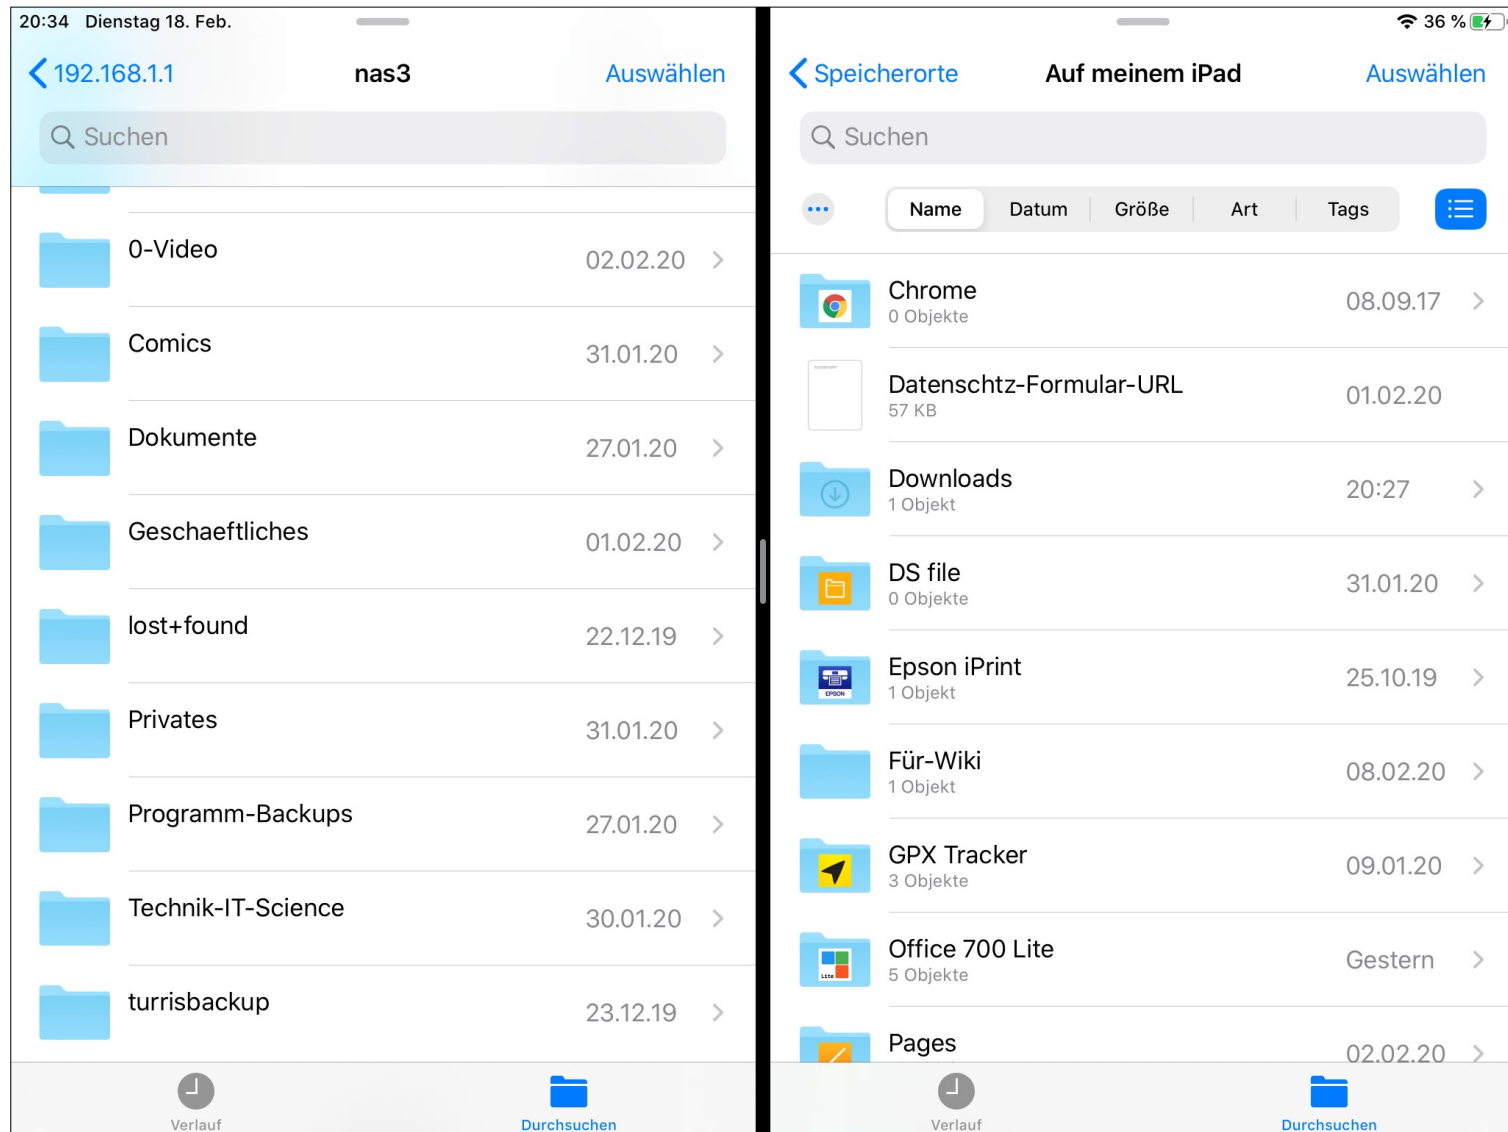 20:34 Dienstag 18. Feb.
36 %
192.168.1.1
nas3
Auswählen
Suchen
0-Video
02.02.20
Comics
31.01.20
Dokumente
27.01.20
Geschaeftliches
01.02.20
lost+found
22.12.19
Privates
31.01.20
Programm-Backups
27.01.20
Technik-IT-Science
30.01.20
turrisbackup
23.12.19
Verlauf
Durchsuchen
Speicherorte
Auf meinem iPad
Auswählen
Suchen
Name
Datum
Größe
Art
Tags
Chrome
08.09.17
0 Objekte
Datenschtz-Formular-URL
01.02.20
57 KB
Downloads
20:27
1 Objekt
DS file
31.01.20
0 Objekte
Epson iPrint
25.10.19
1 Objekt
EPSON
Für-Wiki
08.02.20
1 Objekt
GPX Tracker
09.01.20
3 Objekte
Office 700 Lite
Gestern
5 Objekte
Lite
Pages
02.02.20
Verlauf
Durchsuchen